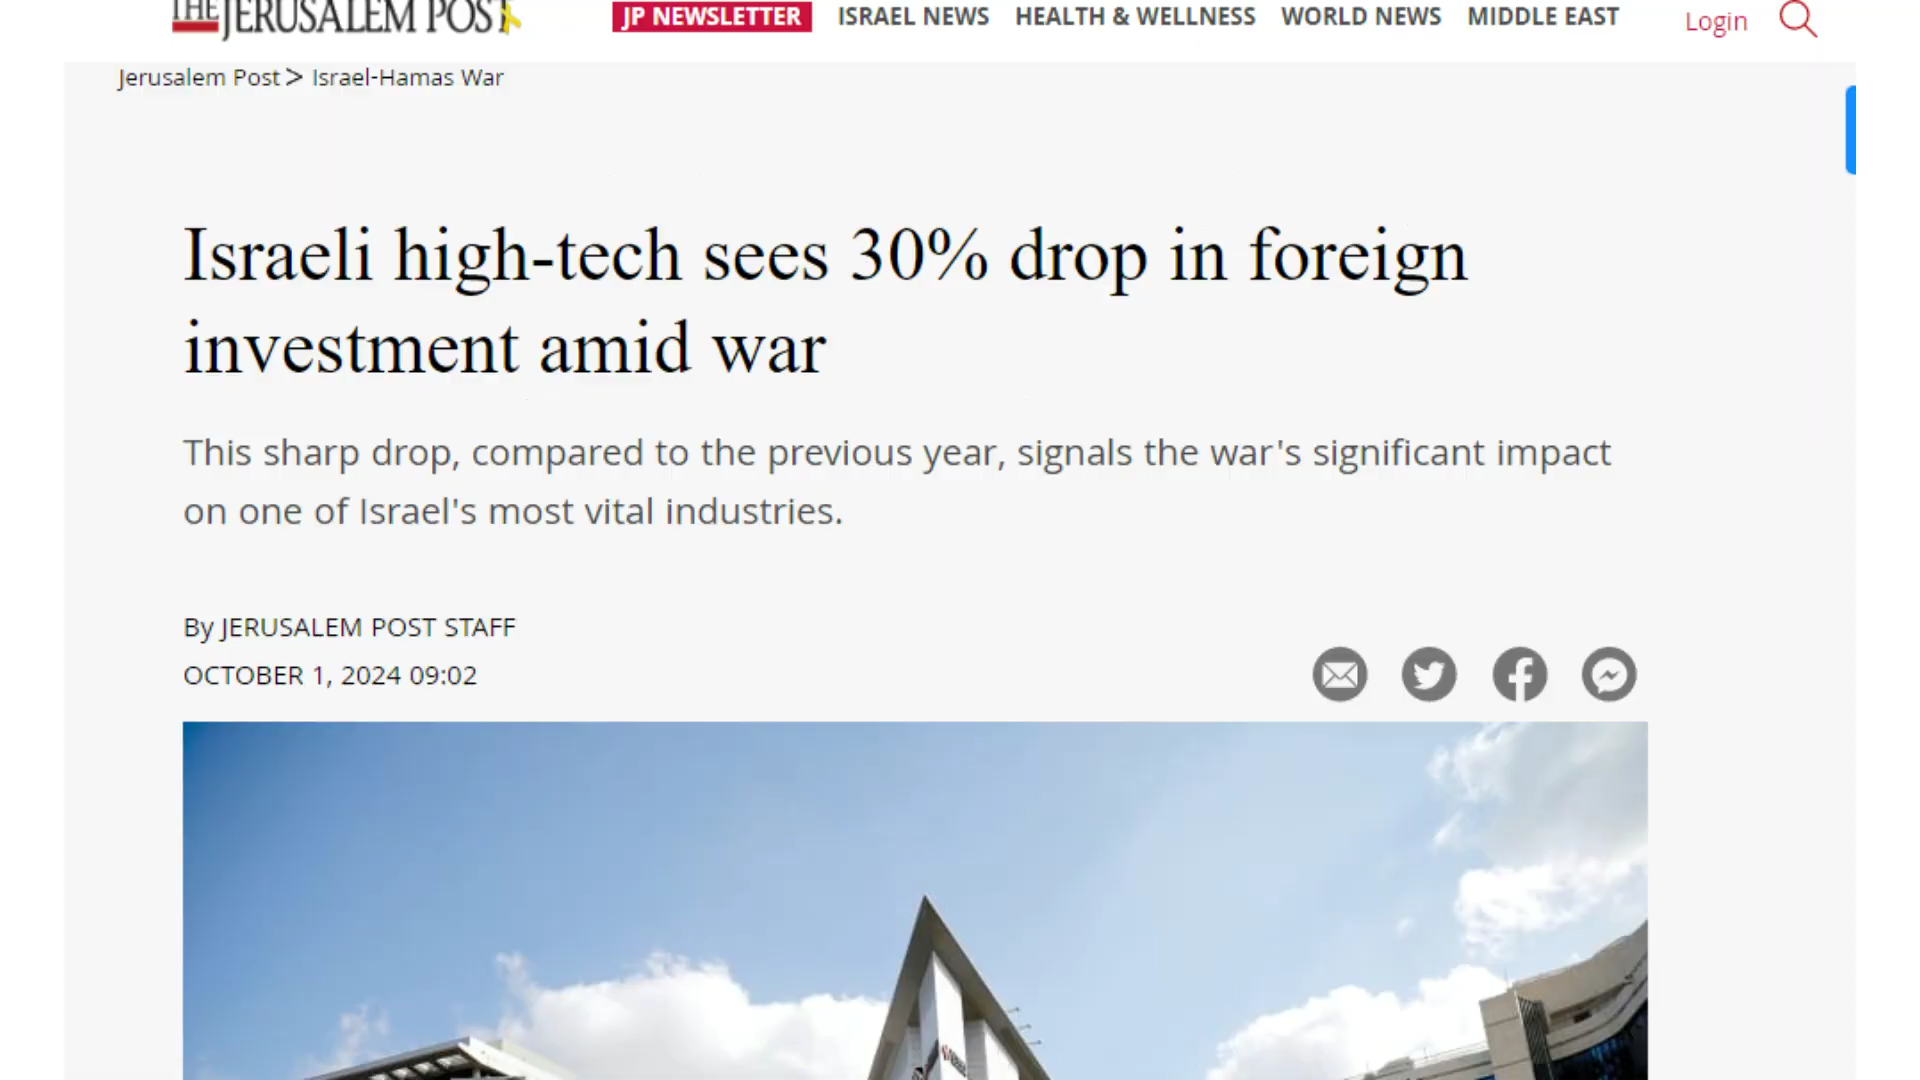 THE JERUSALEM POST
JP NEWSLETTER ISRAEL NEWS HEALTH & WELLNESS WORLD NEWS MIDDLE EAST Login
Jerusalem Post > Israel-Hamas War
Israeli high-tech sees 30% drop in foreign
investment amid war
This sharp drop, compared to the previous year, signals the war's significant impact
on one of Israel's most vital industries.
By JERUSALEM POST STAFF
OCTOBER 1, 2024 09:02